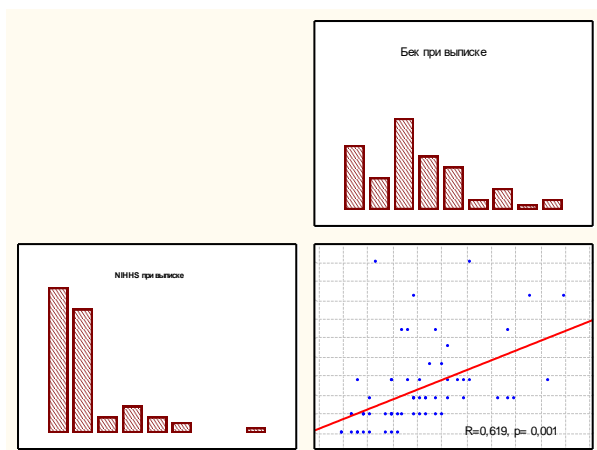 Бек при выписке
NIHHS при выписке
R=0,619, p= 0,001